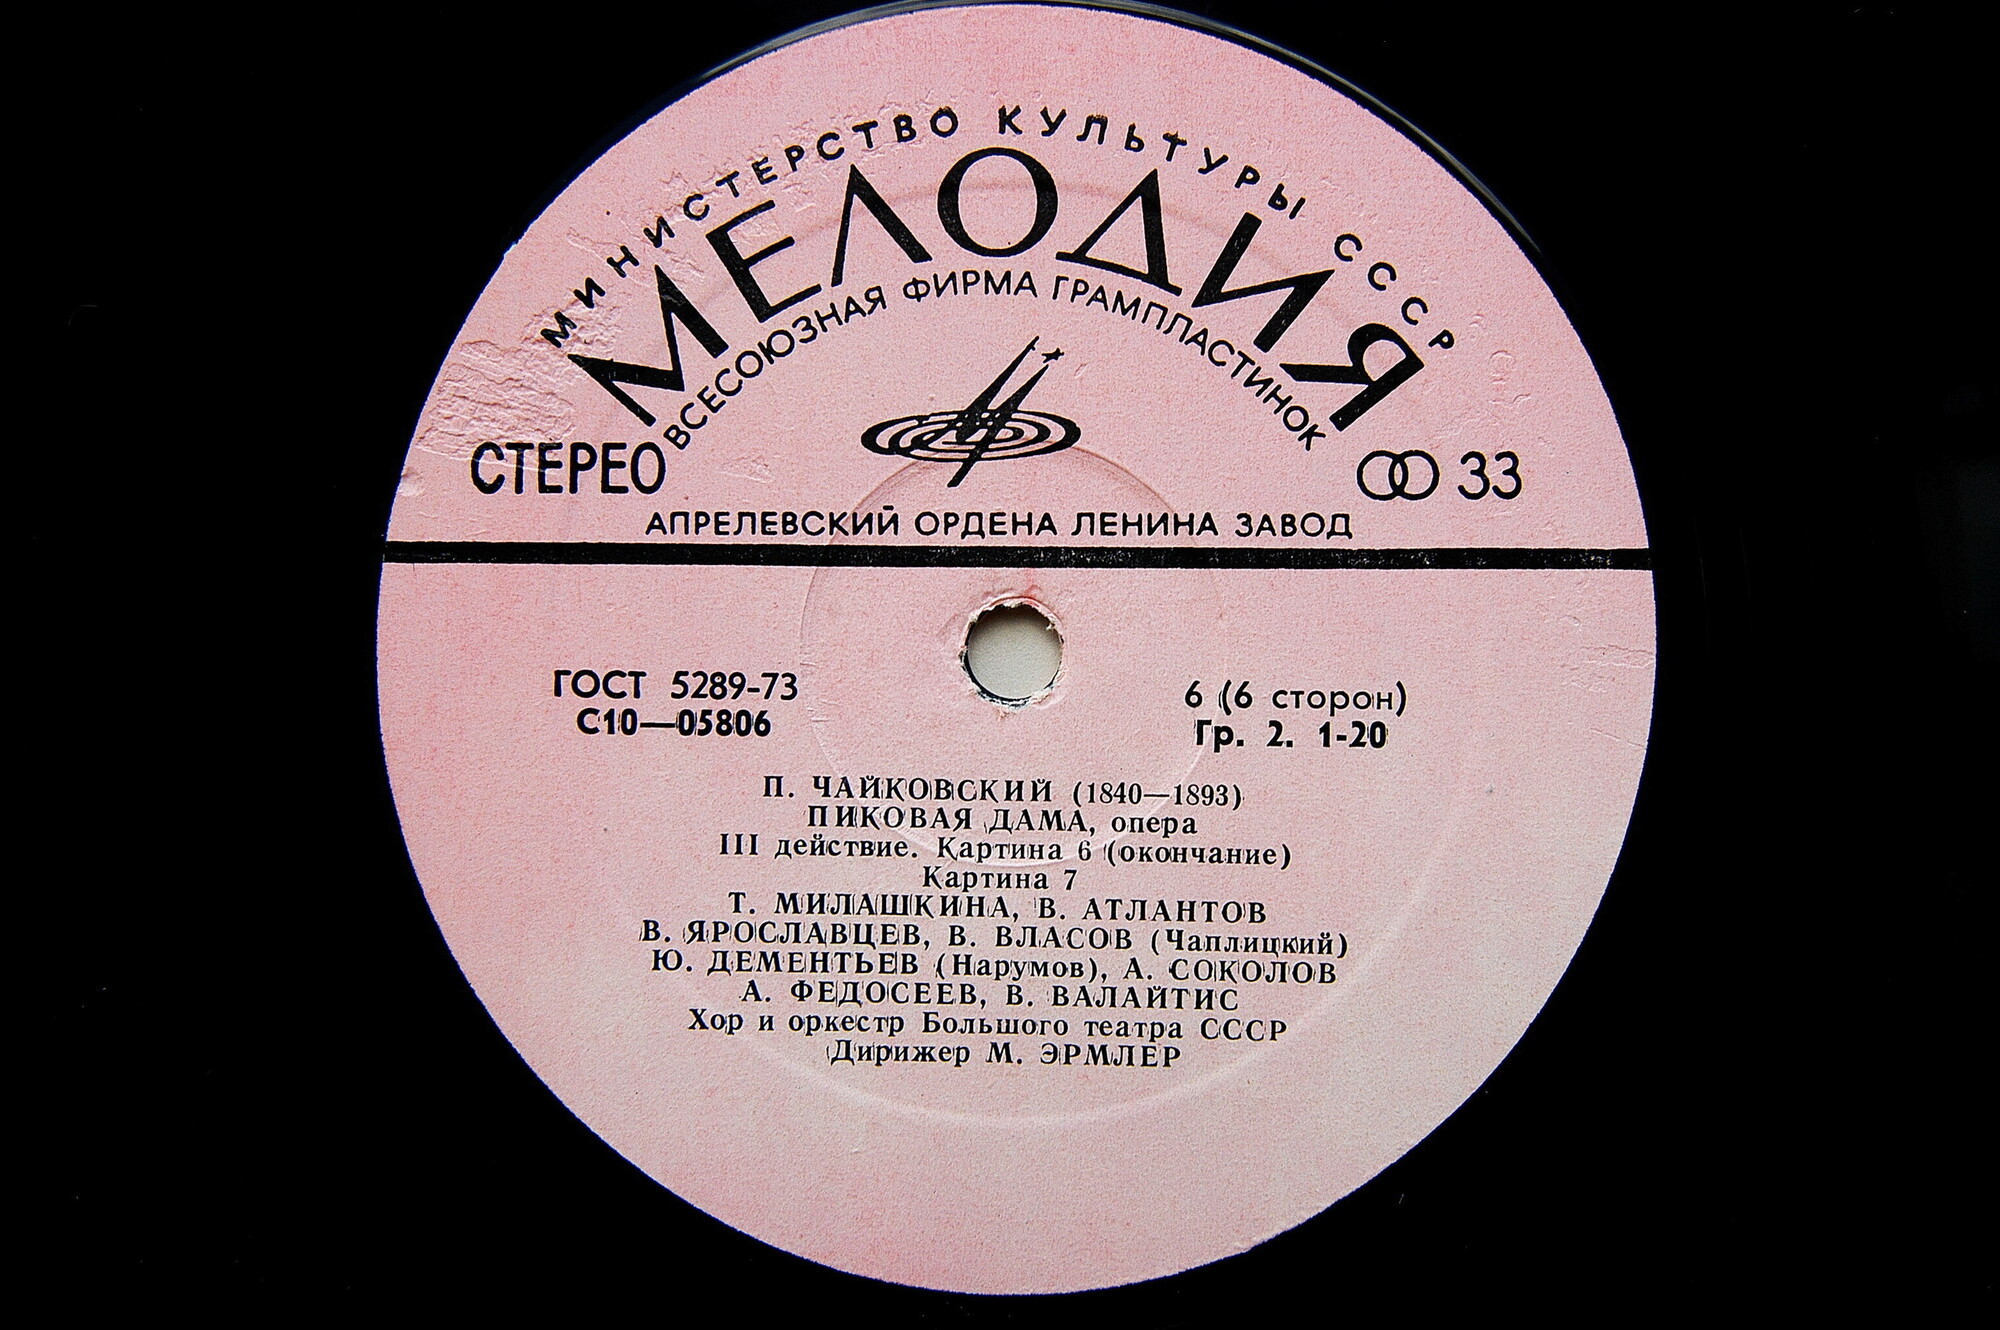 МИНИСТЕРСТВО КУЛЬТУРЫ СССР
МЕЛОДИЯ
ВСЕСОЮЗНАЯ ФИРМА ГРАМПЛАСТИНОК
СТЕРЕО
33
АПРЕЛЕВСКИЙ ОРДЕНА ЛЕНИНА ЗАВОД
ГОСТ 5289-73
С10—05806
6 (6 сторон)
Гр. 2. 1-20
П. ЧАЙКОВСКИЙ (1840—1893)
ПИКОВАЯ ДАМА, опера
III действие. Картина 6 (окончание)
Картина 7
Т. МИЛАШКИНА, В. АТЛАНТОВ
В. ЯРОСЛАВЦЕВ, В. ВЛАСОВ (Чаплицкий)
Ю. ДЕМЕНТЬЕВ (Нарумов), А. СОКОЛОВ
А. ФЕДОСЕЕВ, В. ВАЛАЙТИС
Хор и оркестр Большого театра СССР
Дирижер М. ЭРМЛЕР